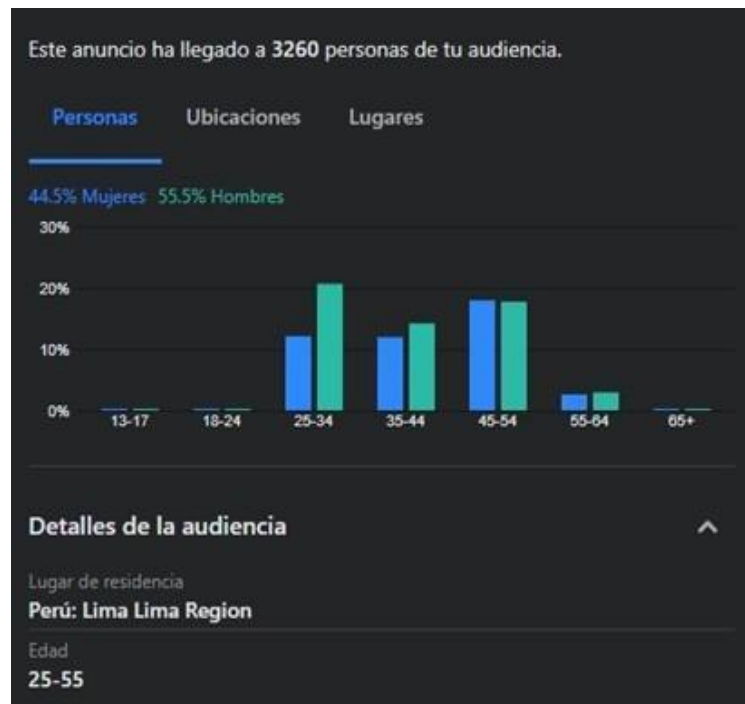 Este anuncio ha llegado a 3260 personas de tu audiencia.
Personas Ubicaciones Lugares
44.5% Mujeres 55.5% Hombres
30%
20%
10%
0%
13-17 18-24 25-34 35-44 45-54 55-64 65+
Detalles de la audiencia
Lugar de residencia
Perú: Lima Lima Region
Edad
25-55